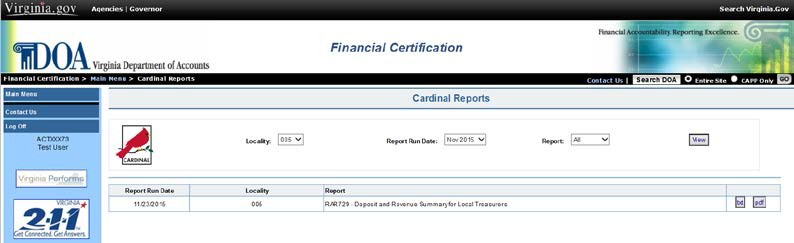 Virginia.gov Agencies | Governor Search Virginia.Gov
Financial Accountability. Reporting Excellence.
DOA Virginia Department of Accounts
Financial Certification
Financial Certification > Main Menu > Cardinal Reports Contact Us | Search DOA Entire Site CAPP Only GO
Main Menu
Contact Us
Log Off
Test User
Virginia Performs
VIRGINIA
2-1-1
Get Connected. Get Answers.
Cardinal Reports
CARDINAL
Locality: 005 Report Run Date: Nov 2015 Report: All View
Report Run Date Locality Report
11/23/2015 005 RAR729 - Deposit and Revenue Summary for Local Treasurers txt pdf